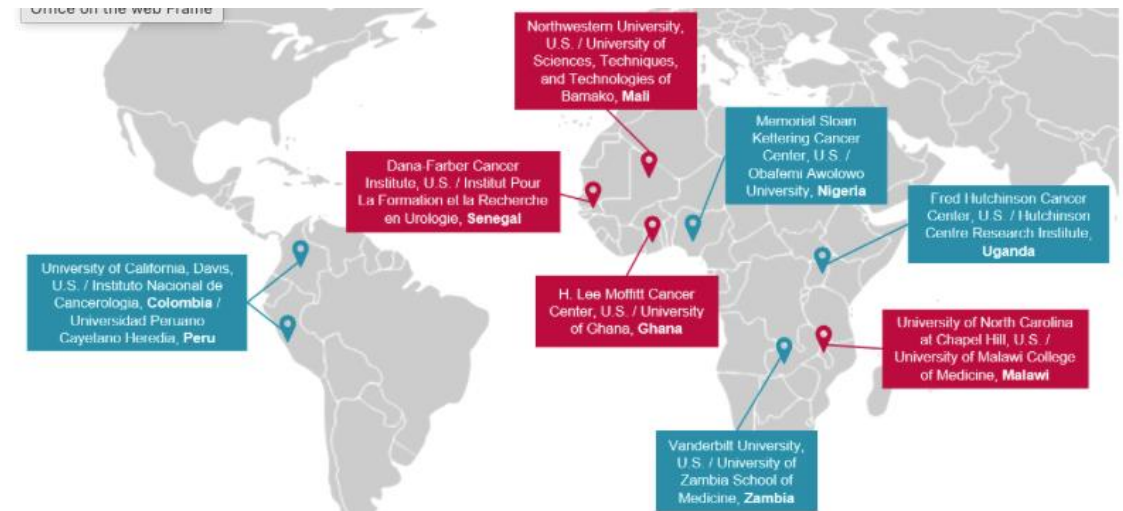 Office on the web Frame
Northwestern University,
U.S. / University of
Sciences, Techniques,
and Technologies of
Bamako, Mali
Memorial Sloan
Kettering Cancer
Center, U.S. /
Obafemi Awolowo
University, Nigeria
Dana-Farber Cancer
Institute, U.S. / Institut Pour
La Formation et la Recherche
en Urologie, Senegal
Fred Hutchinson Cancer
Center, U.S. / Hutchinson
Centre Research Institute,
Uganda
University of California, Davis,
U.S. / Instituto Nacional de
Cancerologia, Colombia /
Universidad Peruano
Cayetano Heredia, Peru
H. Lee Moffitt Cancer
Center, U.S. / University
of Ghana, Ghana
University of North Carolina
at Chapel Hill, U.S. /
University of Malawi College
of Medicine, Malawi
Vanderbilt University,
U.S. / University of
Zambia School of
Medicine, Zambia